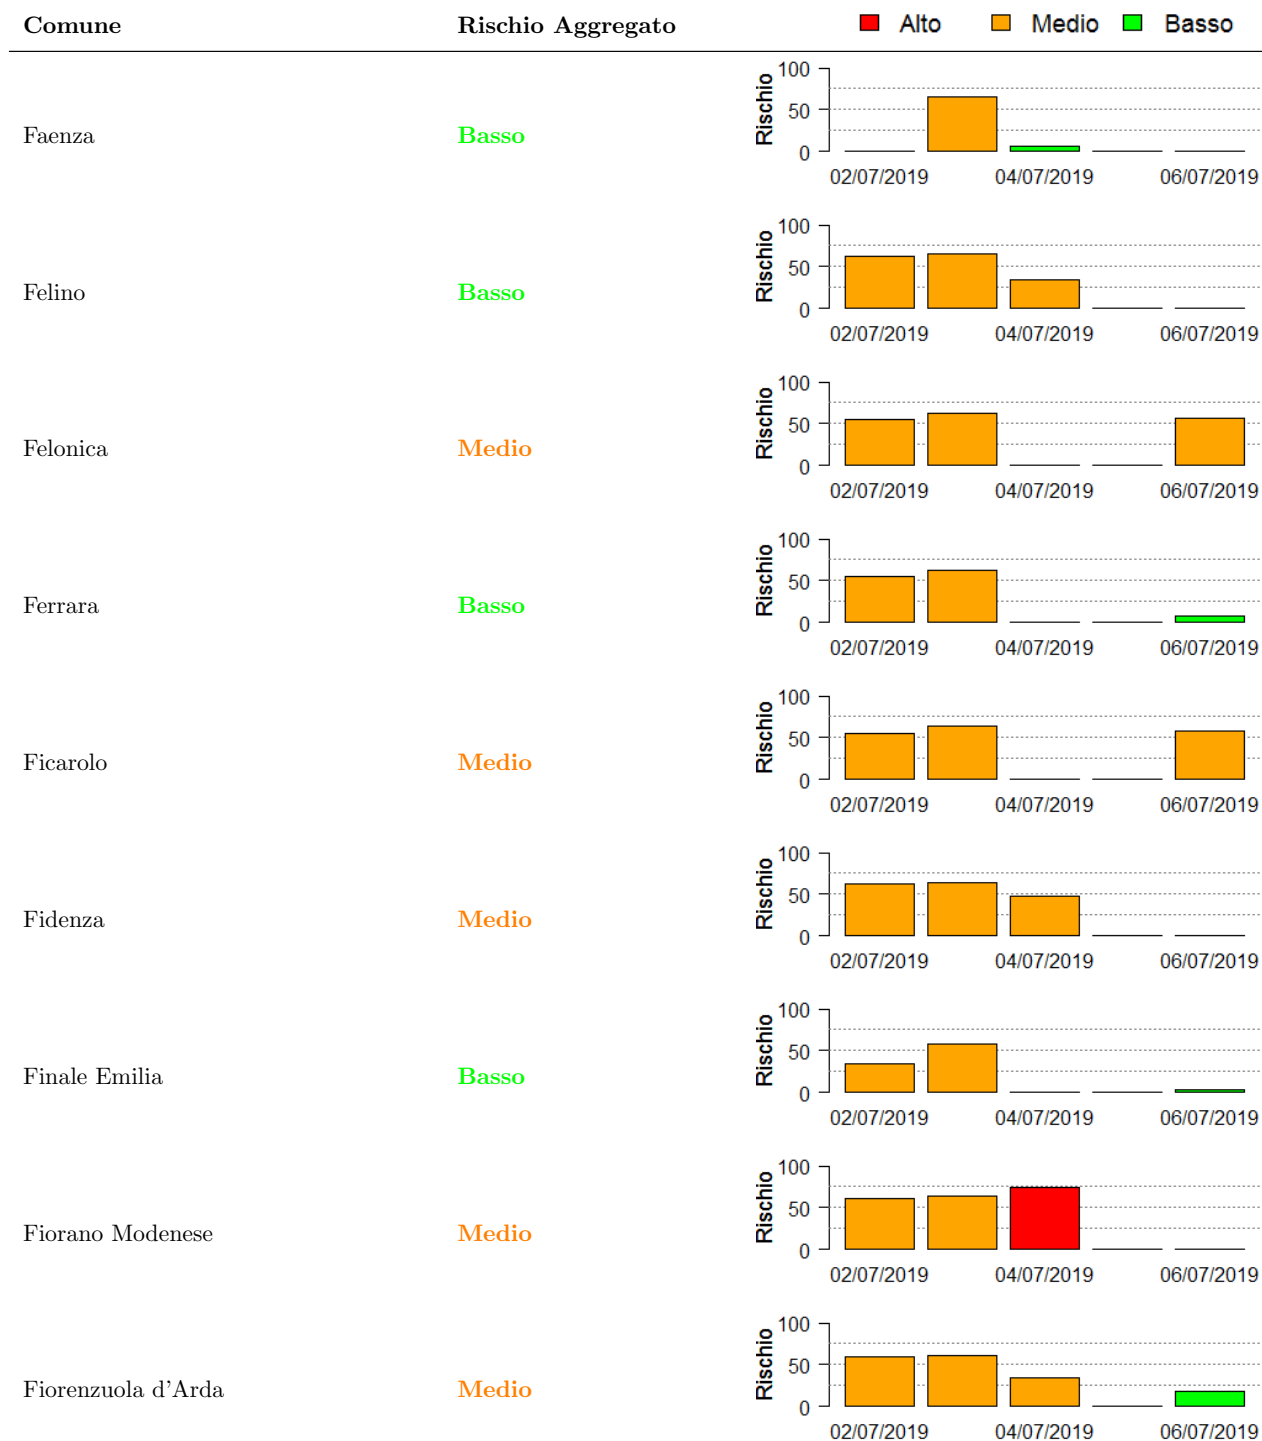 Comune Rischio Aggregato Alto Medio Basso
100
50
0
Rischio
Faenza Basso
02/07/2019 04/07/2019 06/07/2019
100
50
0
Rischio
Felino Basso
02/07/2019 04/07/2019 06/07/2019
100
50
0
Rischio
Felonica Medio
02/07/2019 04/07/2019 06/07/2019
100
50
0
Rischio
Ferrara Basso
02/07/2019 04/07/2019 06/07/2019
100
50
0
Rischio
Ficarolo Medio
02/07/2019 04/07/2019 06/07/2019
100
50
0
Rischio
Fidenza Medio
02/07/2019 04/07/2019 06/07/2019
100
50
0
Rischio
Finale Emilia Basso
02/07/2019 04/07/2019 06/07/2019
100
50
0
Rischio
Fiorano Modenese Medio
02/07/2019 04/07/2019 06/07/2019
100
50
0
Rischio
Fiorenzuola d'Arda Medio
02/07/2019 04/07/2019 06/07/2019